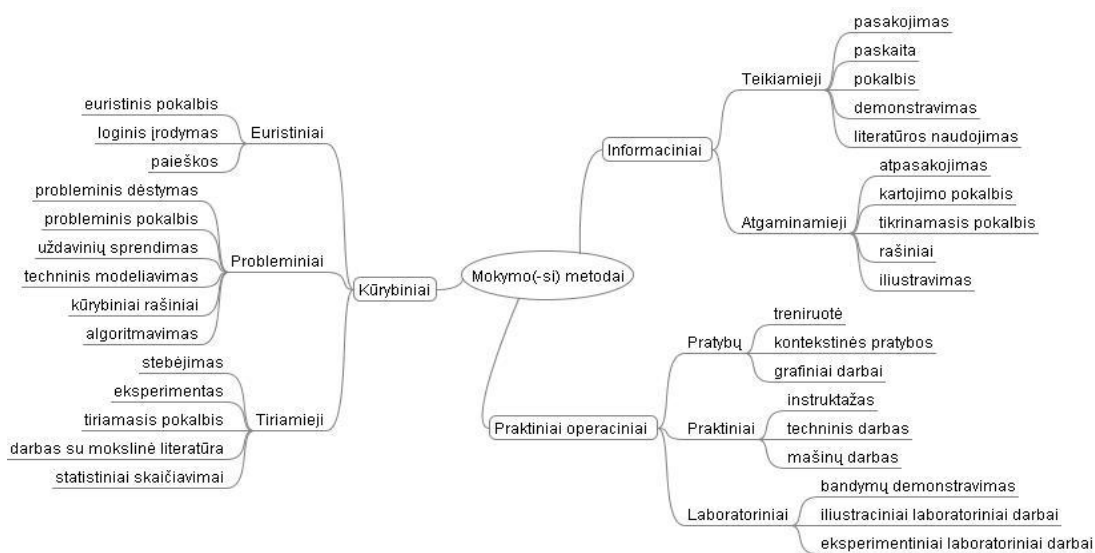 Mokymo(-si) metodai
Informaciniai
Teikiamieji
pasakojimas
paskaita
pokalbis
demonstravimas
literatūros naudojimas
Atgaminamieji
atpasakojimas
kartojimo pokalbis
tikrinamasis pokalbis
rašiniai
iliustravimas
Praktiniai operaciniai
Pratybų
treniruotė
kontekstinės pratybos
grafiniai darbai
Praktiniai
instruktažas
techninis darbas
mašinų darbas
Laboratoriniai
bandymų demonstravimas
iliustraciniai laboratoriniai darbai
eksperimentiniai laboratoriniai darbai
Kūrybiniai
Euristiniai
euristinis pokalbis
loginis įrodymas
paieškos
Probleminiai
probleminis dėstymas
probleminis pokalbis
uždavinių sprendimas
techninis modeliavimas
kūrybiniai rašiniai
algoritmavimas
Tiriamieji
stebėjimas
eksperimentas
tiriamasis pokalbis
darbas su mokslinė literatūra
statistiniai skaičiavimai